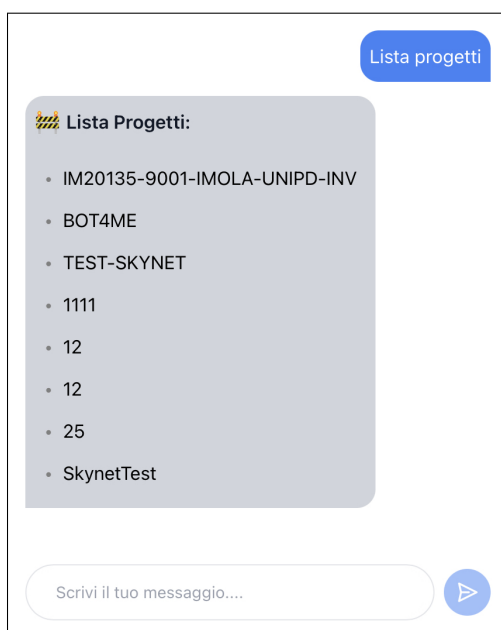 Lista progetti
🚧 Lista Progetti:
• IM20135-9001-IMOLA-UNIPD-INV
• BOT4ME
• TEST-SKYNET
• 1111
• 12
• 12
• 25
• SkynetTest
Scrivi il tuo messaggio....